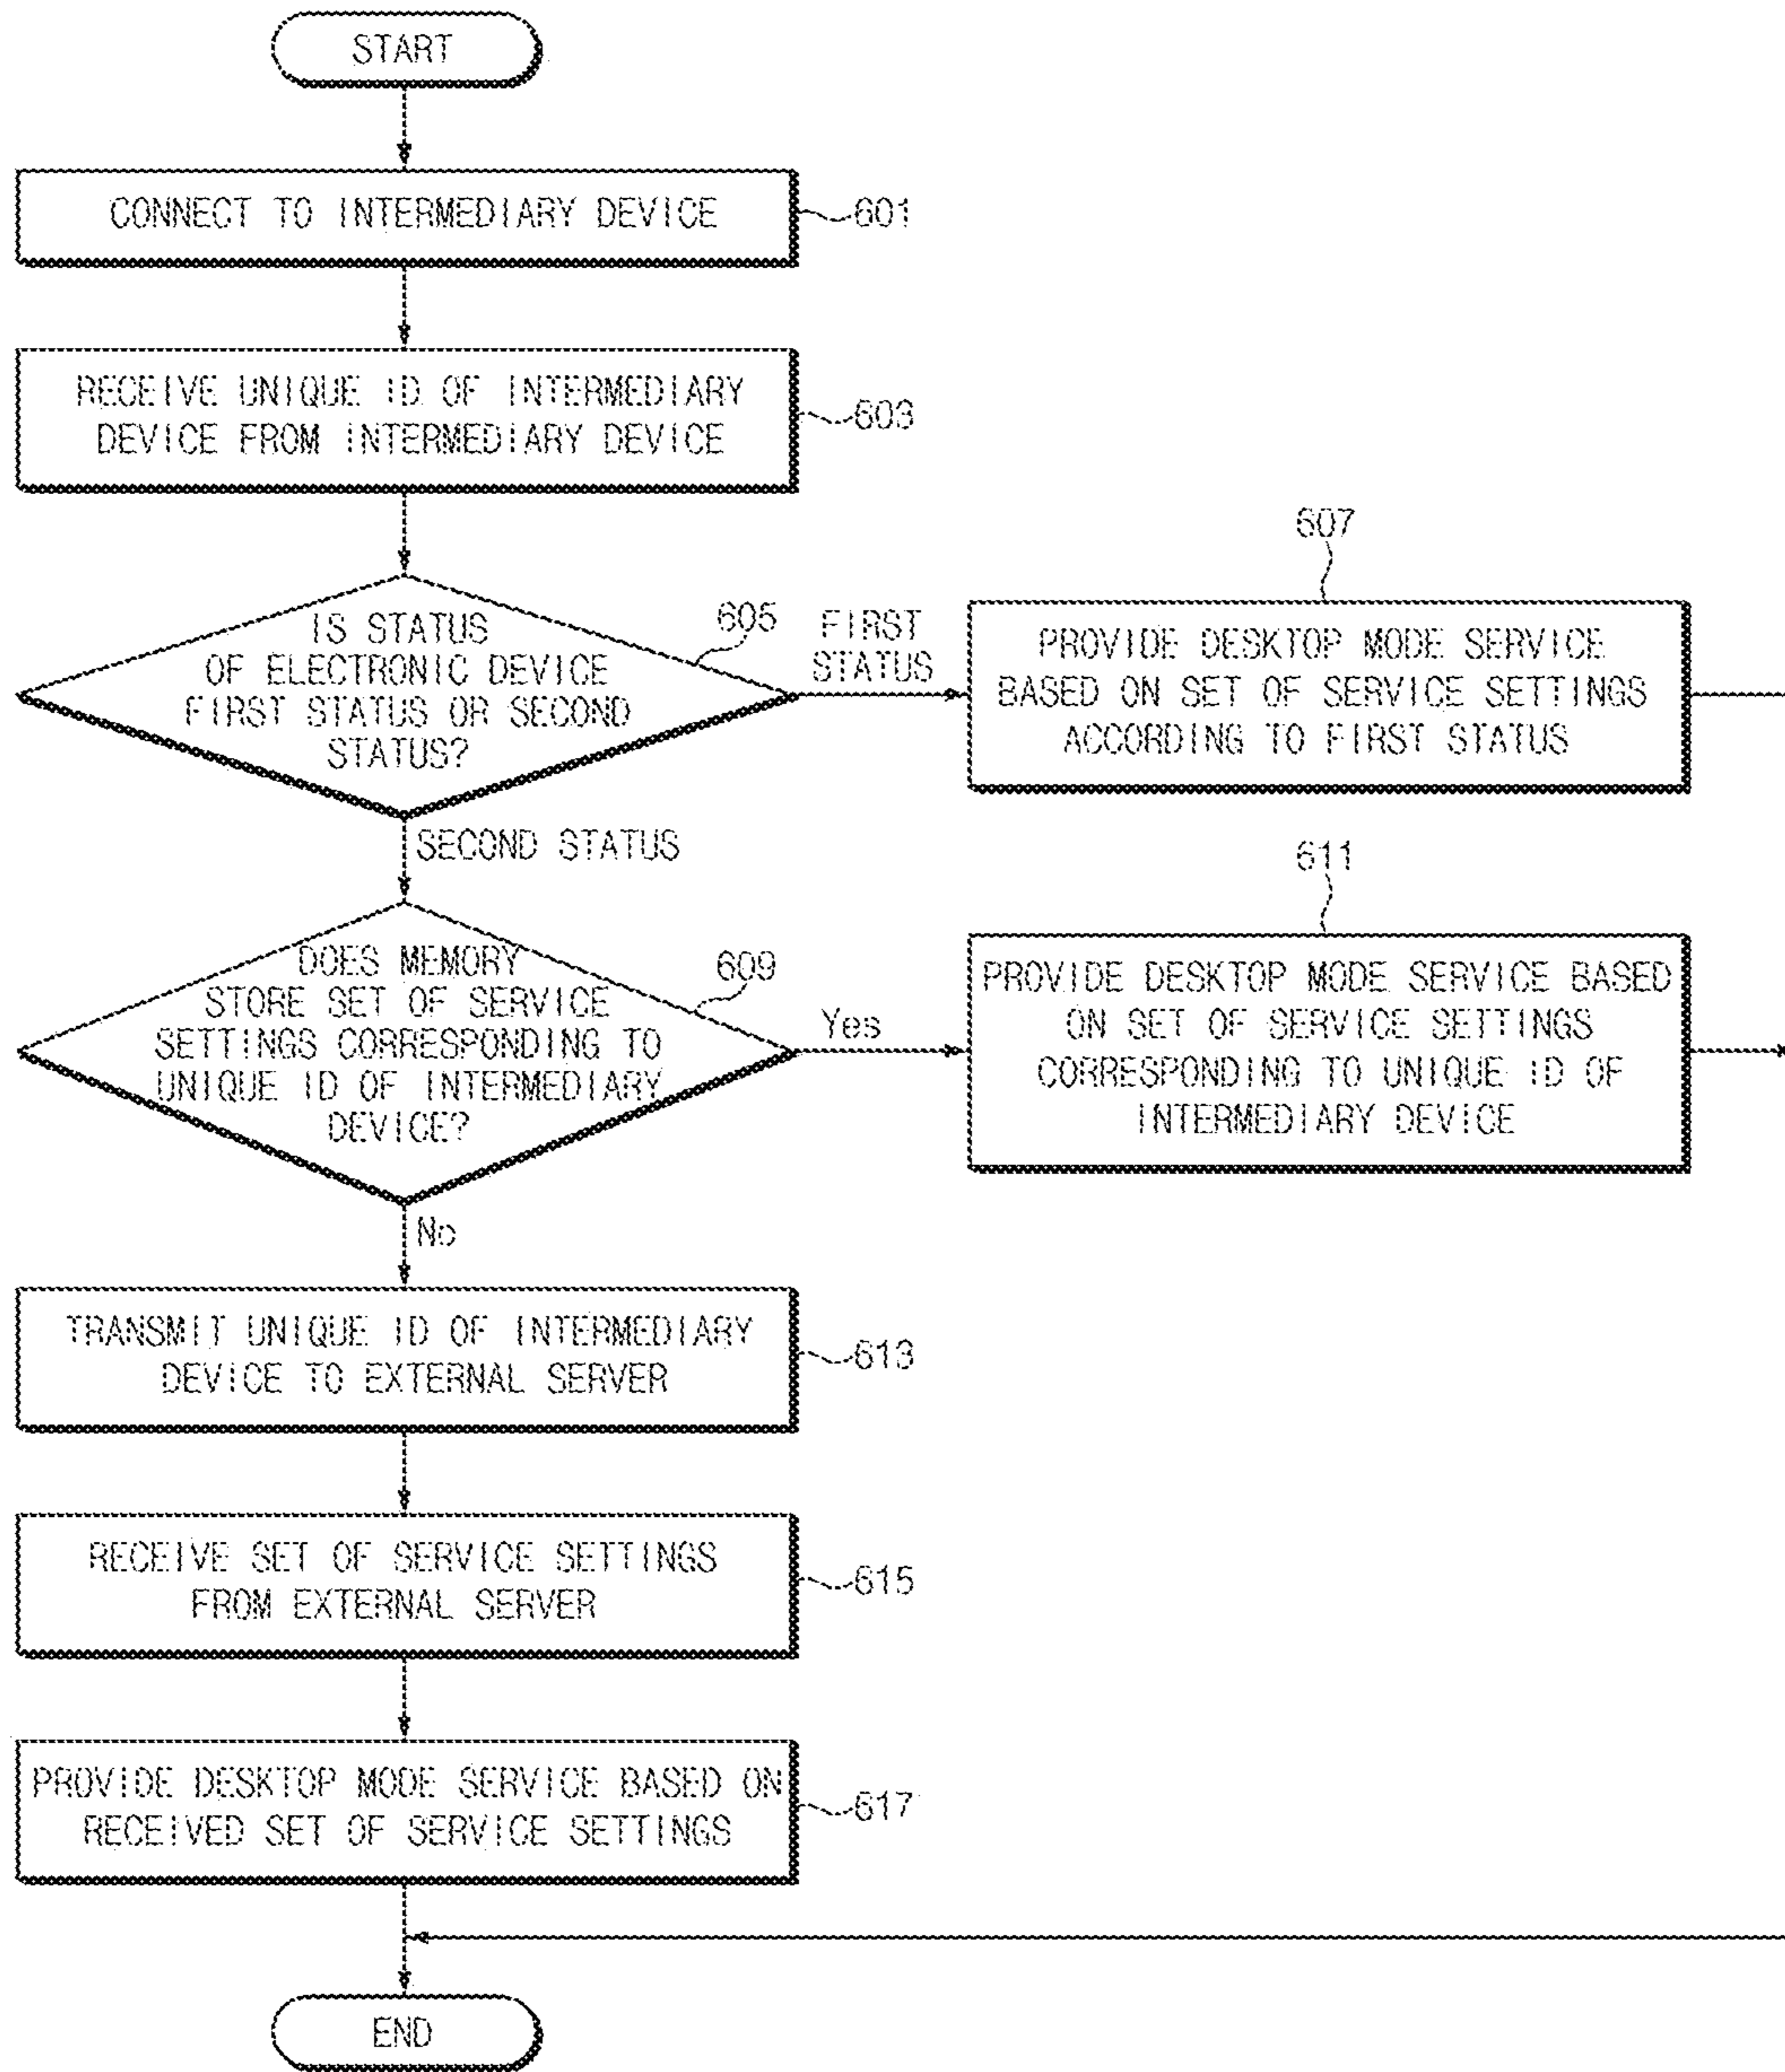 START
CONNECT TO INTERMEDIARY DEVICE
601
RECEIVE UNIQUE ID OF INTERMEDIARY
DEVICE FROM INTERMEDIARY DEVICE
603
IS STATUS
OF ELECTRONIC DEVICE
FIRST STATUS OR SECOND
STATUS?
605
FIRST
STATUS
607
PROVIDE DESKTOP MODE SERVICE
BASED ON SET OF SERVICE SETTINGS
ACCORDING TO FIRST STATUS
SECOND STATUS
DOES MEMORY
STORE SET OF SERVICE
SETTINGS CORRESPONDING TO
UNIQUE ID OF INTERMEDIARY
DEVICE?
609
Yes
611
PROVIDE DESKTOP MODE SERVICE BASED
ON SET OF SERVICE SETTINGS
CORRESPONDING TO UNIQUE ID OF
INTERMEDIARY DEVICE
No
TRANSMIT UNIQUE ID OF INTERMEDIARY
DEVICE TO EXTERNAL SERVER
613
RECEIVE SET OF SERVICE SETTINGS
FROM EXTERNAL SERVER
615
PROVIDE DESKTOP MODE SERVICE BASED ON
RECEIVED SET OF SERVICE SETTINGS
617
END